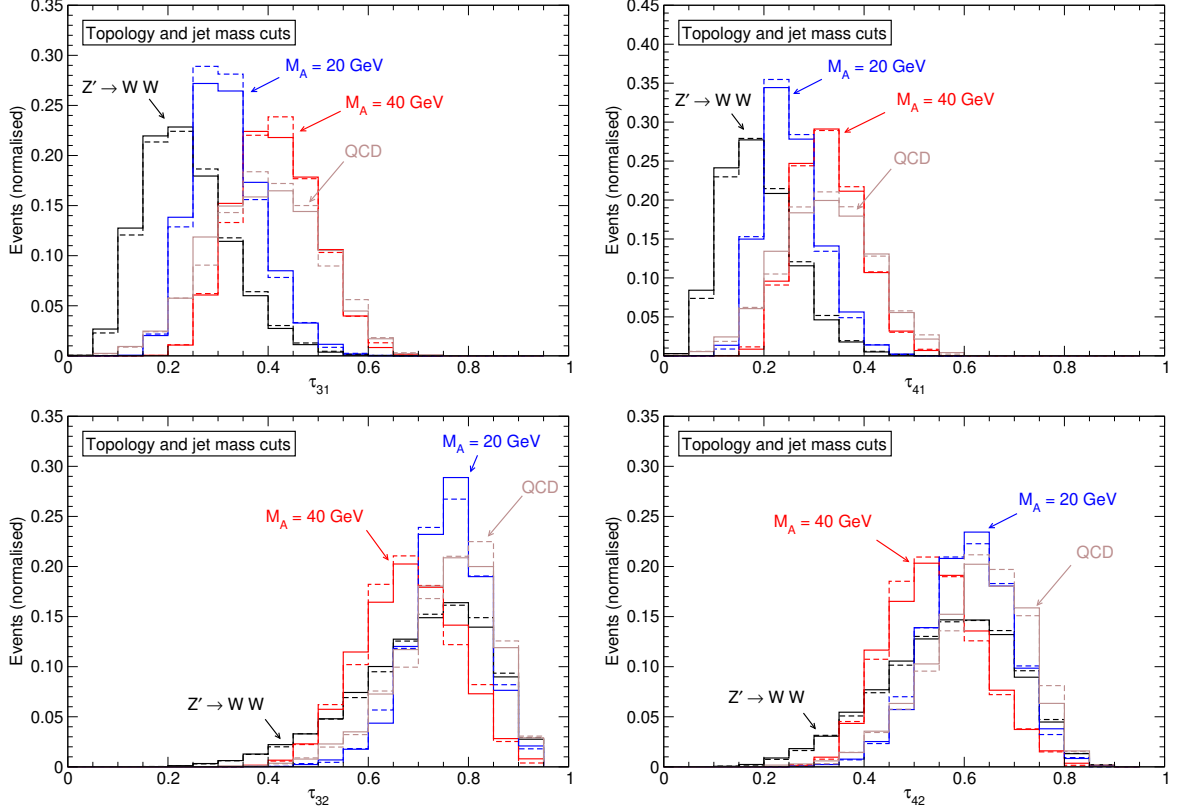 Topology and jet mass cuts
Z′ → W W
M_A = 20 GeV
M_A = 40 GeV
QCD
Events (normalised)
0.35
0.30
0.25
0.20
0.15
0.10
0.05
0
0 0.2 0.4 0.6 0.8 1
τ_31
Topology and jet mass cuts
Z′ → W W
M_A = 20 GeV
M_A = 40 GeV
QCD
Events (normalised)
0.45
0.40
0.35
0.30
0.25
0.20
0.15
0.10
0.05
0
0 0.2 0.4 0.6 0.8 1
τ_41
Topology and jet mass cuts
M_A = 20 GeV
QCD
M_A = 40 GeV
Z′ → W W
Events (normalised)
0.35
0.30
0.25
0.20
0.15
0.10
0.05
0
0 0.2 0.4 0.6 0.8 1
τ_32
Topology and jet mass cuts
M_A = 20 GeV
M_A = 40 GeV
QCD
Z′ → W W
Events (normalised)
0.35
0.30
0.25
0.20
0.15
0.10
0.05
0
0 0.2 0.4 0.6 0.8 1
τ_42